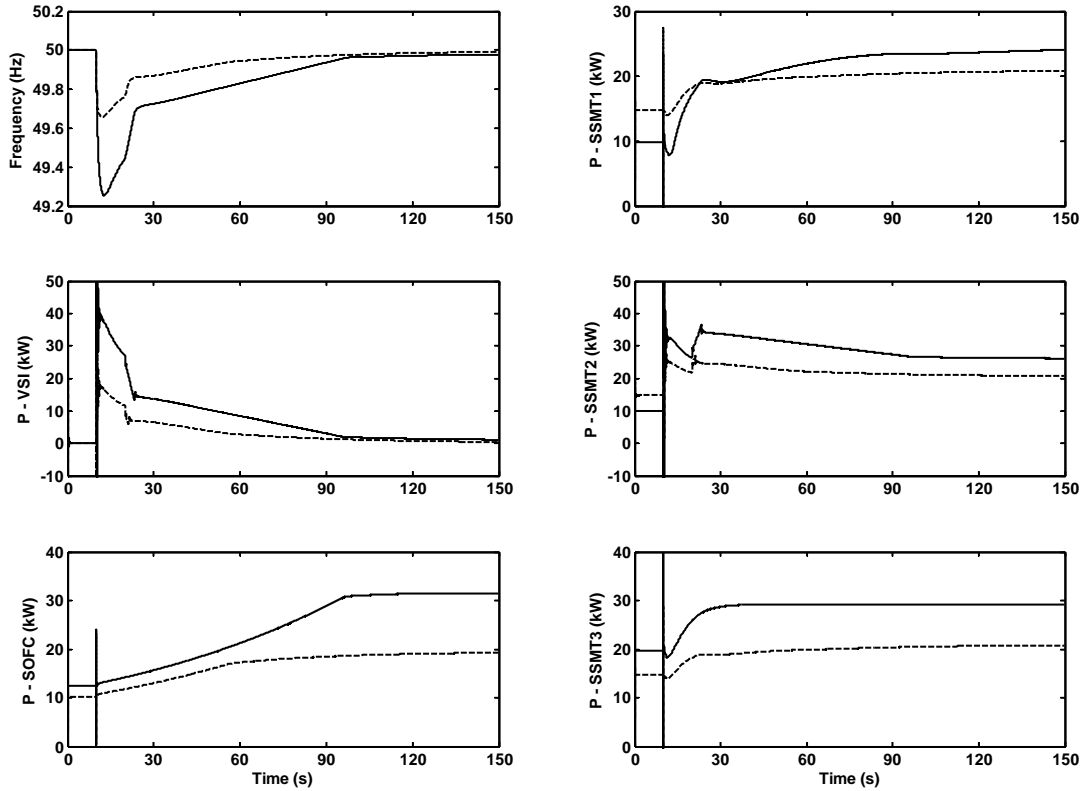 50.2
50
49.8
49.6
49.4
49.2
Frequency (Hz)
0 30 60 90 120 150
30
20
10
0
P - SSMT1 (kW)
0 30 60 90 120 150
50
40
30
20
10
0
-10
P - VSI (kW)
0 30 60 90 120 150
50
40
30
20
10
0
-10
P - SSMT2 (kW)
0 30 60 90 120 150
40
30
20
10
0
P - SOFC (kW)
0 30 60 90 120 150
Time (s)
40
30
20
10
0
P - SSMT3 (kW)
0 30 60 90 120 150
Time (s)